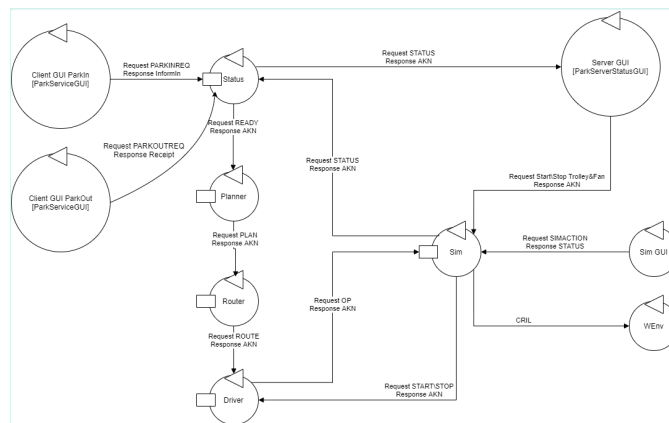 Client GUI ParkIn
[ParkServiceGUI]
Request PARKINREQ
Response InformIn
Status
Request STATUS
Response AKN
Server GUI
[ParkServerStatusGUI]
Request READY
Response AKN
Request PARKOUTREQ
Response Receipt
Client GUI ParkOut
[ParkServiceGUI]
Request STATUS
Response AKN
Request Start\Stop Trolley&Fan
Response AKN
Planner
Request PLAN
Response AKN
Sim
Request SIMACTION
Response STATUS
Sim GUI
Router
Request OP
Response AKN
CRIL
WEnv
Request ROUTE
Response AKN
Request START\STOP
Response AKN
Driver